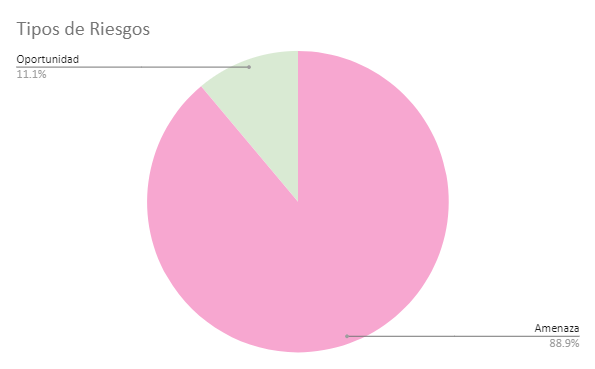 Tipos de Riesgos
Oportunidad
11.1%
Amenaza
88.9%